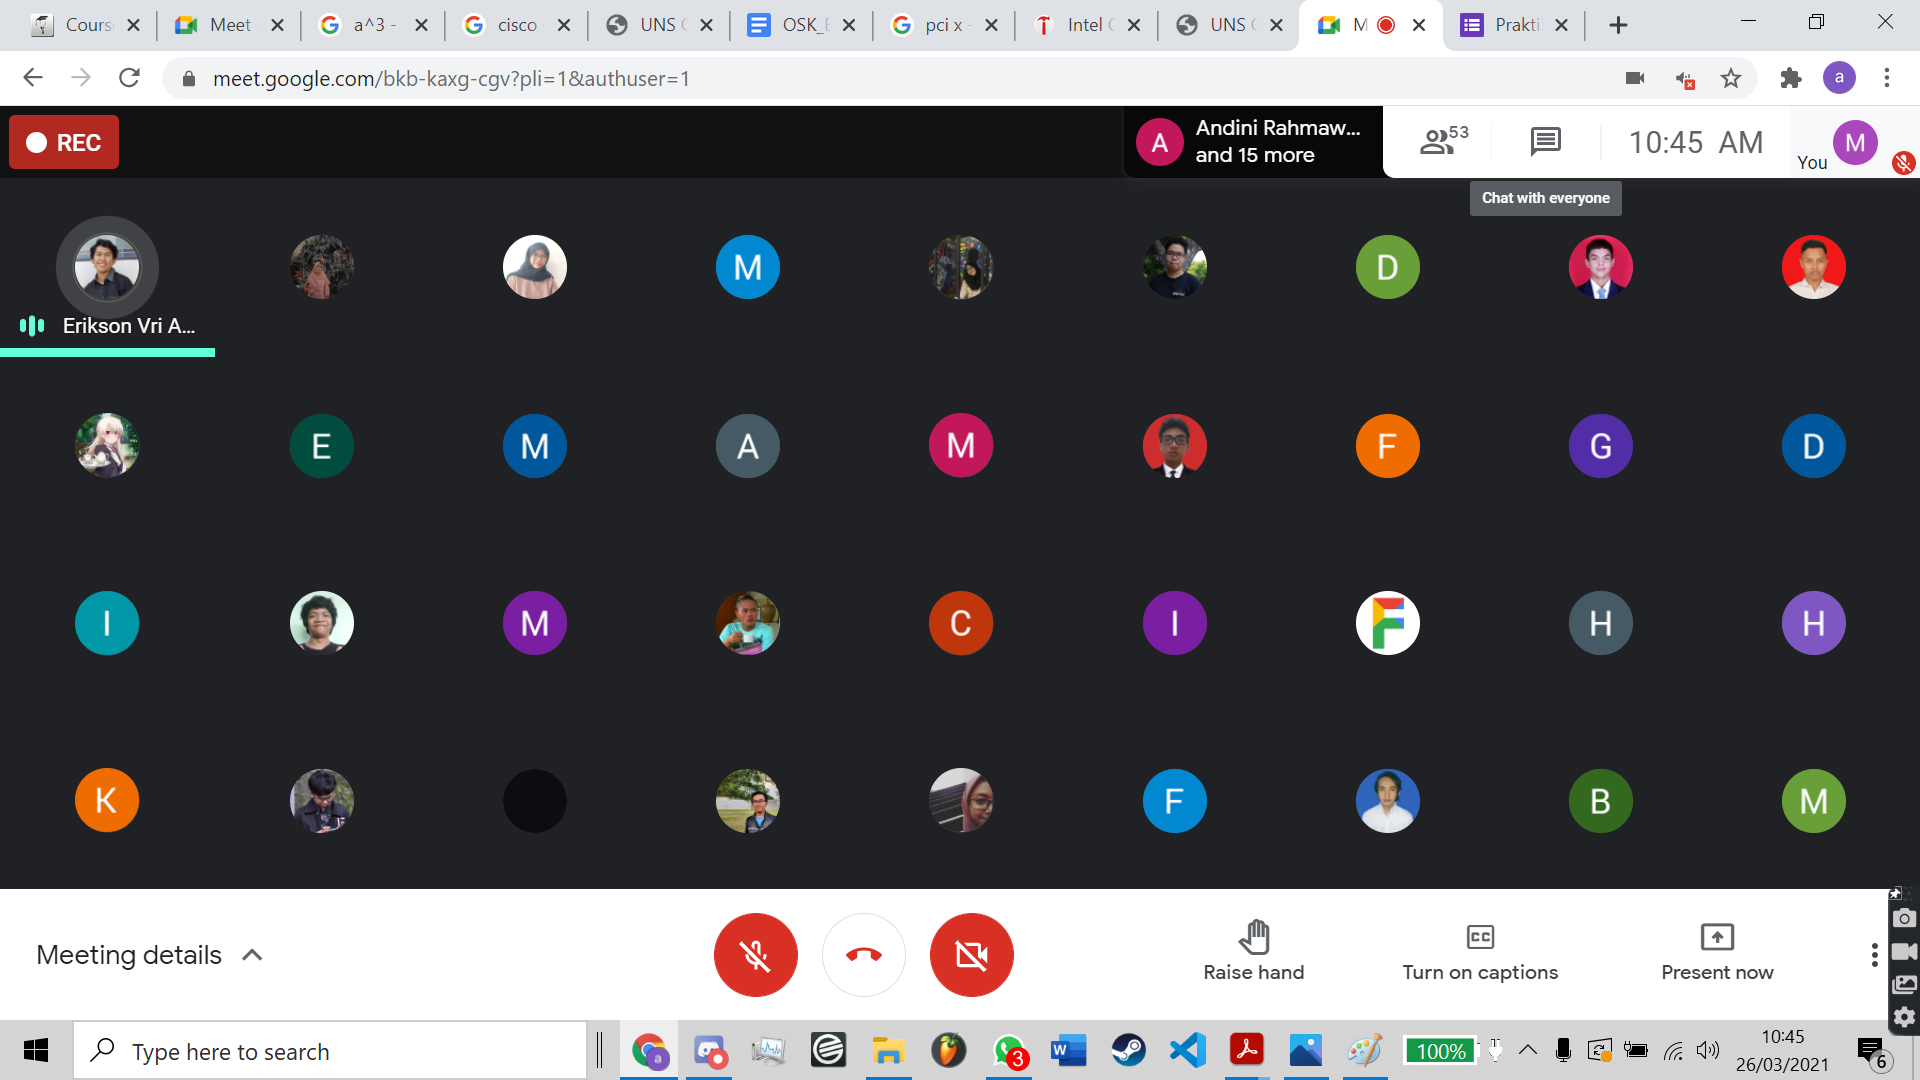 Cours
Meet
a^3 -
cisco
UNS
OSK_
pci x -
Intel
UNS
M
Prakti
meet.google.com/bkb-kaxg-cgv?pli=1&authuser=1
a
REC
A
Andini Rahmaw...
and 15 more
53
10:45 AM
You
M
Chat with everyone
M
D
Erikson Vri A...
E
M
A
M
F
G
D
I
M
C
I
F
H
H
K
F
B
M
Meeting details
CC
Raise hand
Turn on captions
Present now
Type here to search
a
3
W
100%
10:45
26/03/2021
6